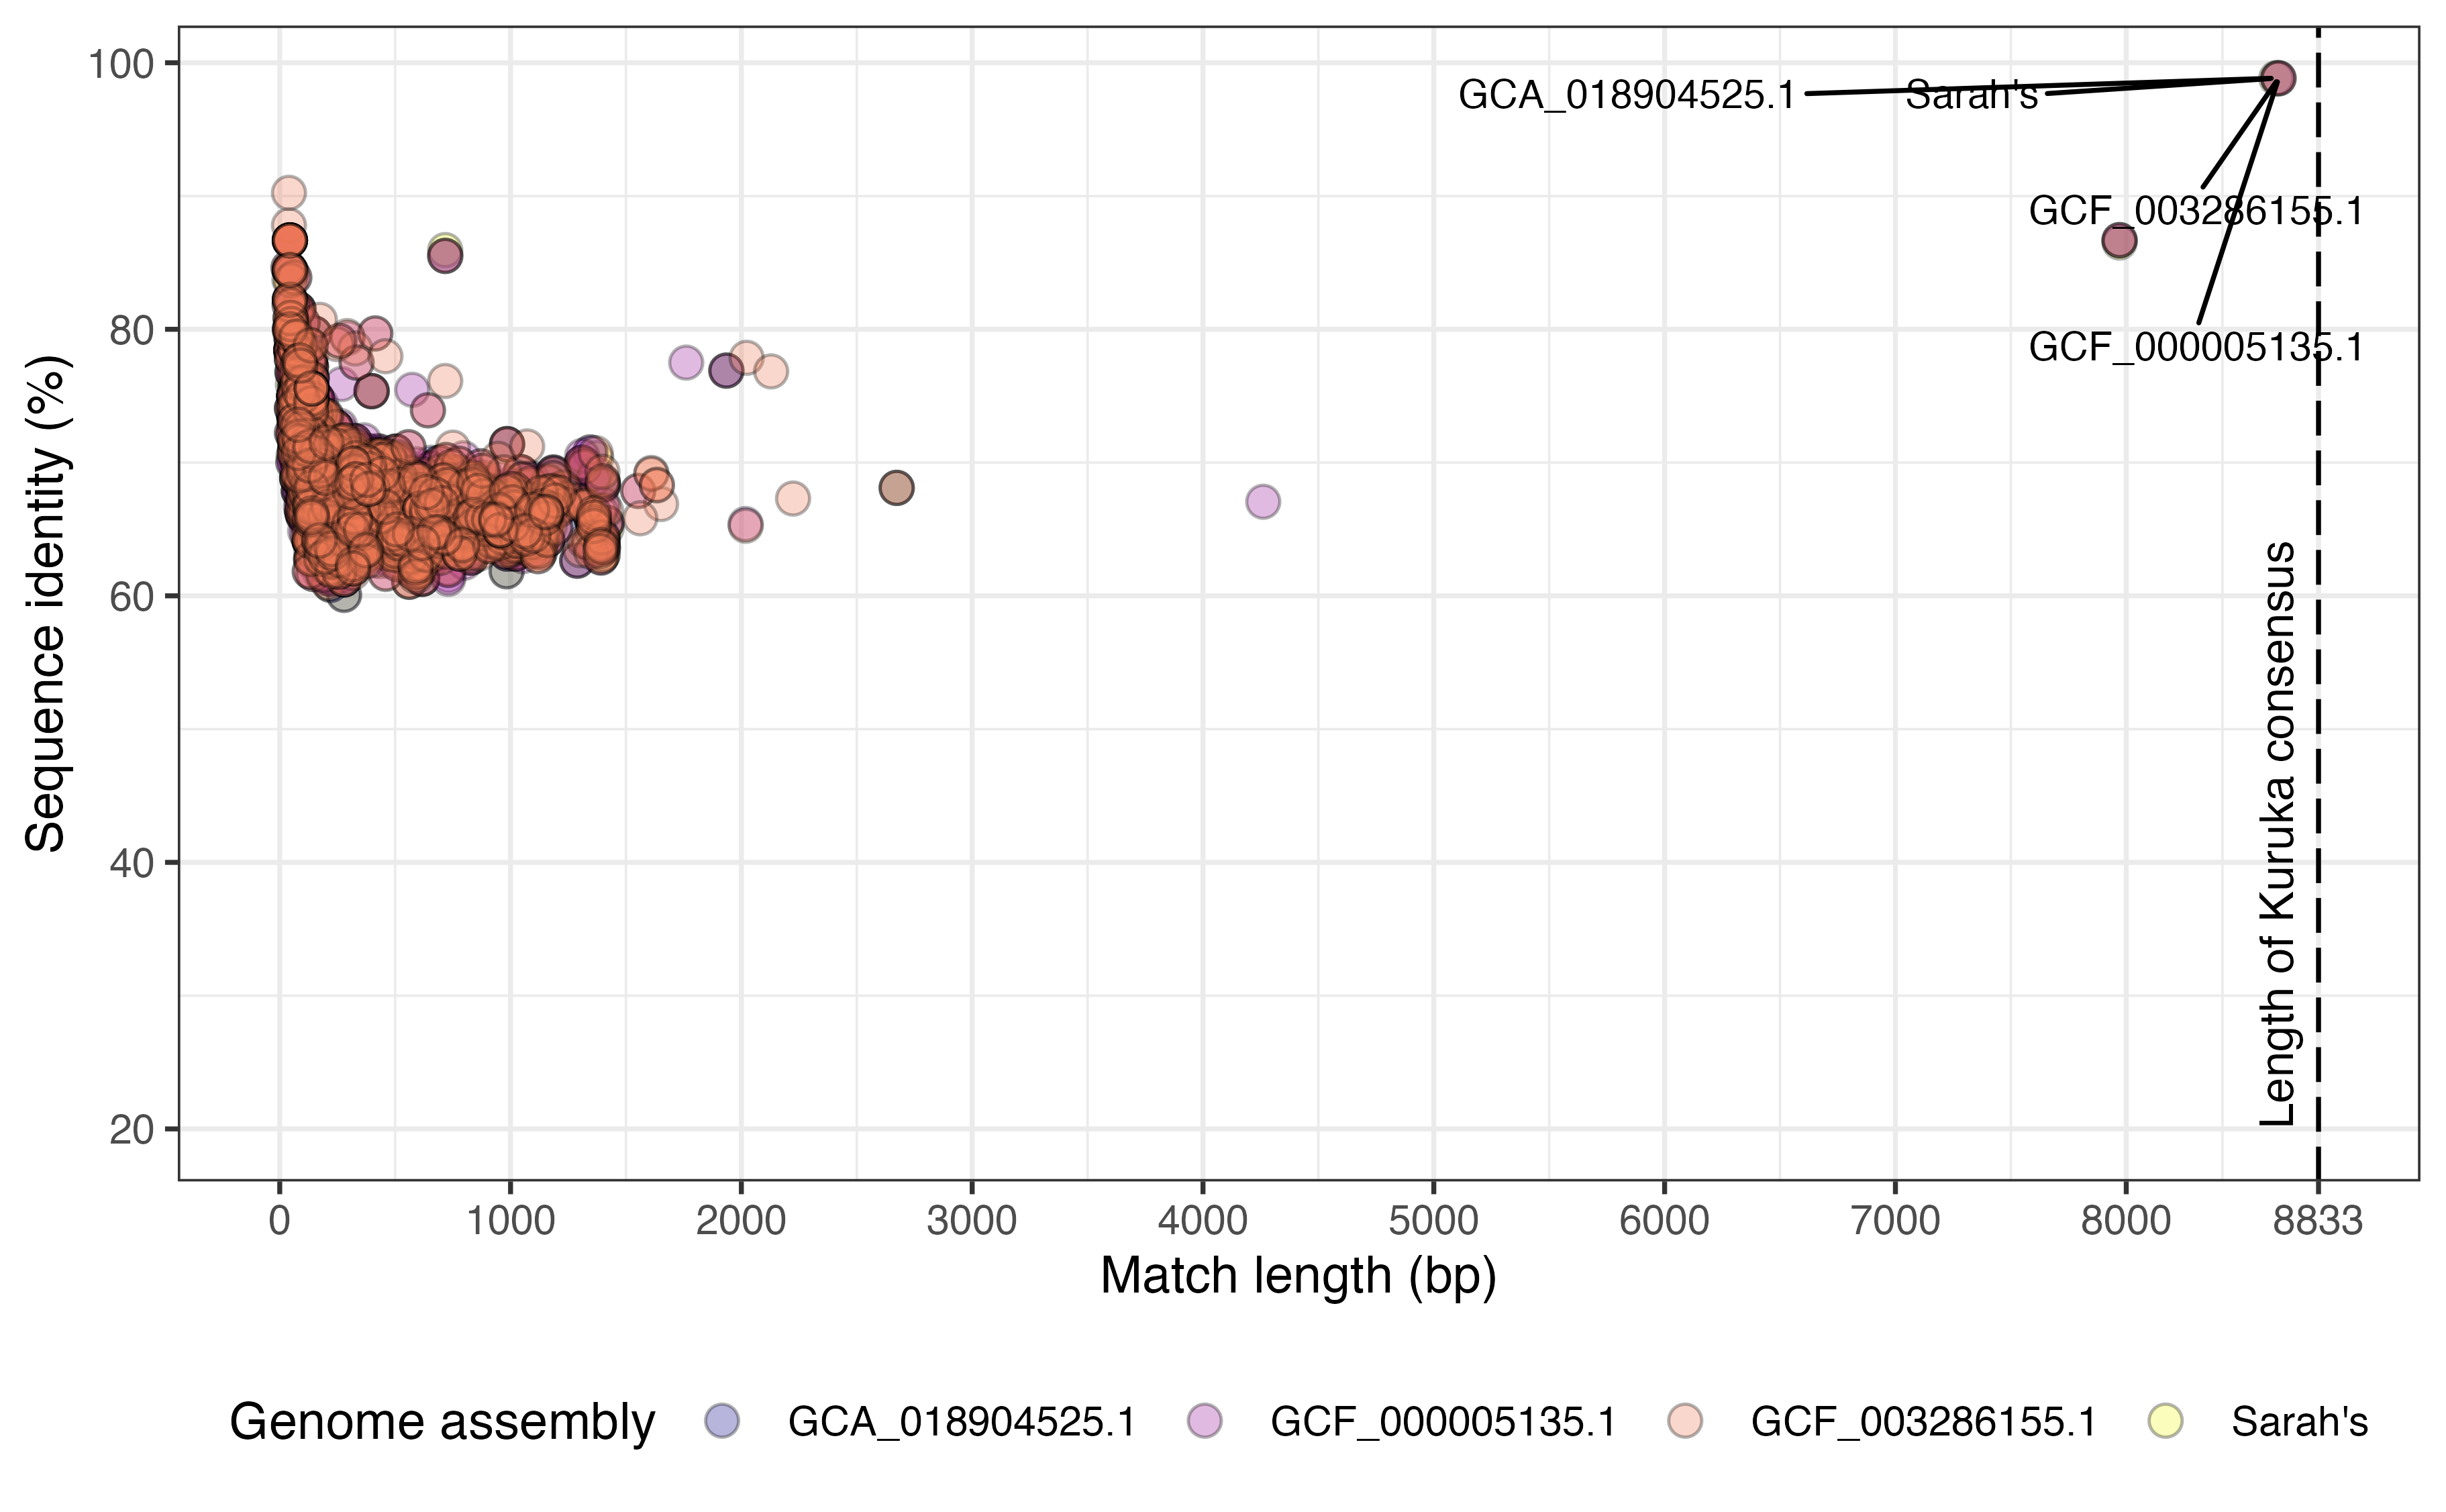 100
80
60
40
20
Sequence identity (%)
GCA_018904525.1
Sarah's
GCF_003286155.1
GCF_000005135.1
Length of Kuruka consensus
0 1000 2000 3000 4000 5000 6000 7000 8000 8833
Match length (bp)
Genome assembly GCA_018904525.1 GCF_000005135.1 GCF_003286155.1 Sarah's